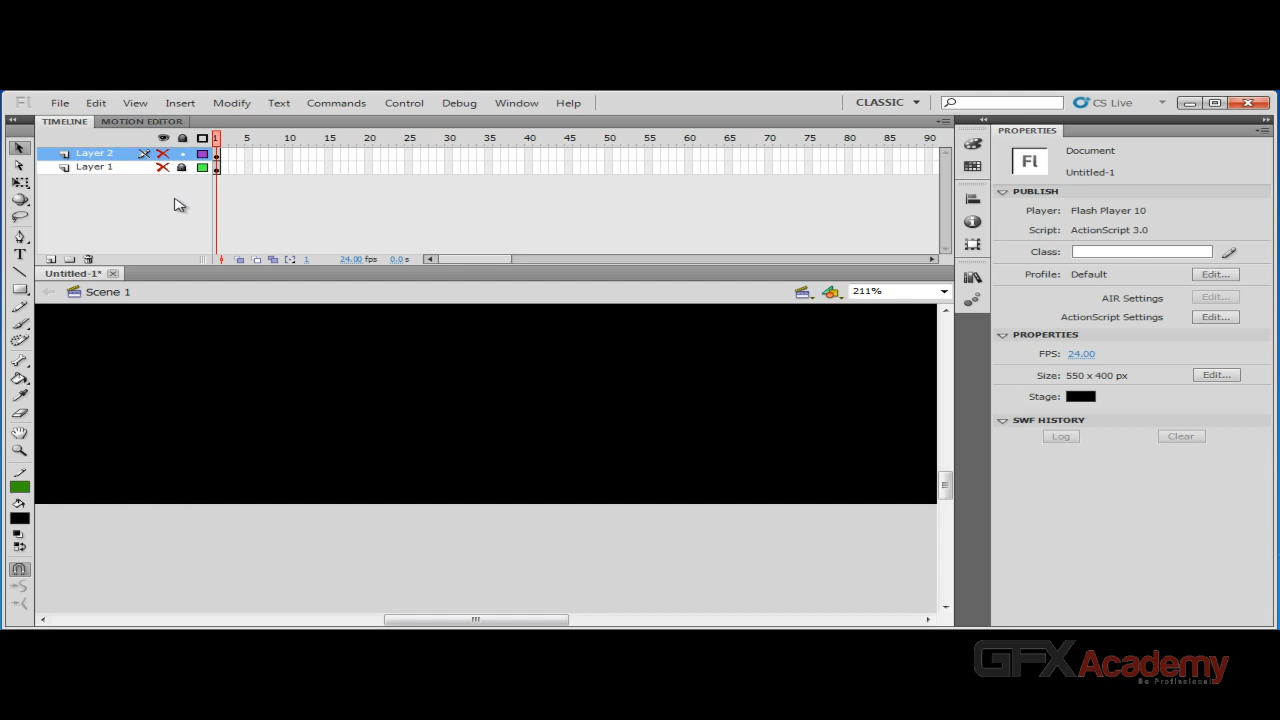 Fl File Edit View Insert Modify Text Commands Control Debug Window Help CLASSIC CS Live
TIMELINE MOTION EDITOR
1 5 10 15 20 25 30 35 40 45 50 55 60 65 70 75 80 85 90
Layer 2
Layer 1
1 24.00 fps 0.0 s
Untitled-1*
Scene 1 211%
PROPERTIES
Fl
Document
Untitled-1
PUBLISH
Player: Flash Player 10
Script: ActionScript 3.0
Class:
Profile: Default Edit...
AIR Settings Edit...
ActionScript Settings Edit...
PROPERTIES
FPS: 24.00
Size: 550 x 400 px Edit...
Stage:
SWF HISTORY
Log Clear
T
GFX Academy
Be Professional